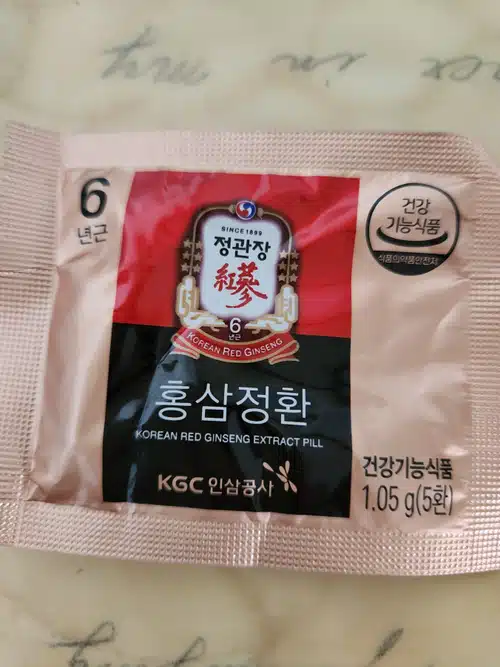 6
년근
SINCE 1899
정관장
紅蔘
6
년근
KOREAN RED GINSENG
홍삼정환
KOREAN RED GINSENG EXTRACT PILL
KGC 인삼공사
건강
기능식품
식품의약품안전처
건강기능식품
1.05 g(5환)
in my